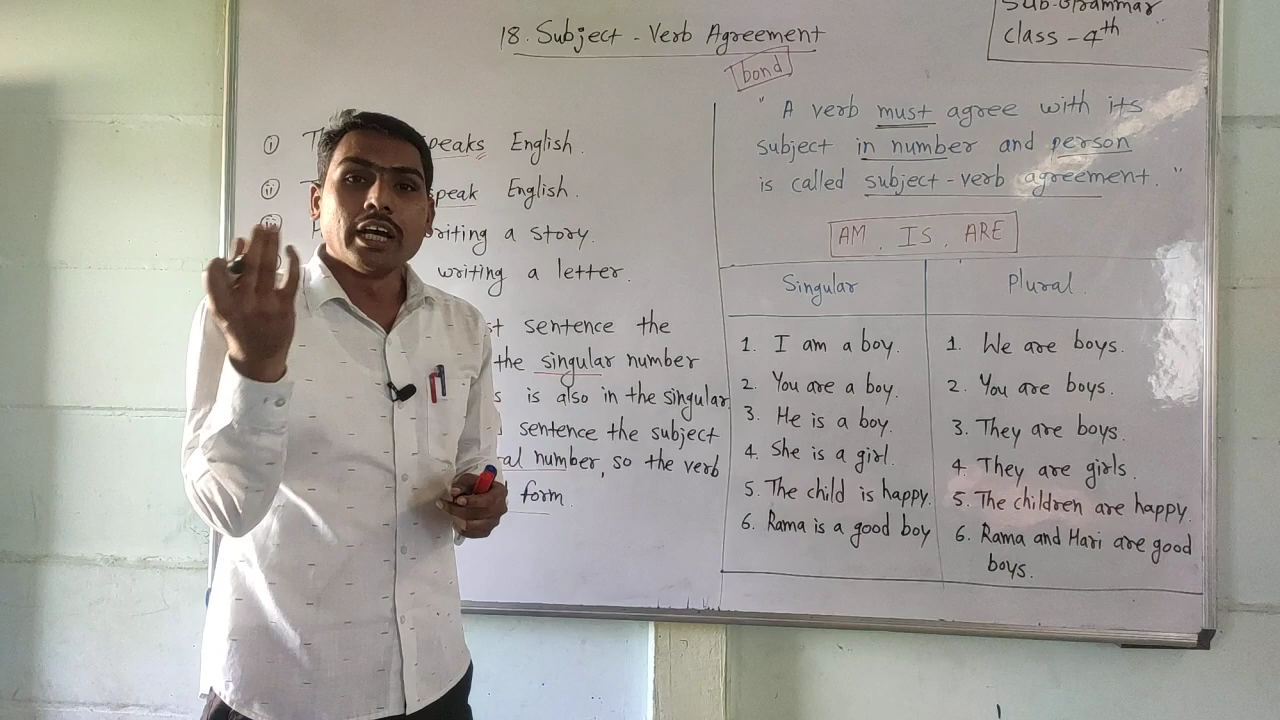 18. Subject - Verb Agreement
bond
Sub-Grammar
Class - 4th
(i) speaks English.
(ii) speak English.
(iii) writing a story.
writing a letter.
sentence the
the singular number
is also in the singular
sentence the subject
number, so the verb
form
" A verb must agree with its
subject in number and person
is called subject-verb agreement. "
AM, IS, ARE
Singular
1. I am a boy.
2. You are a boy.
3. He is a boy.
4. She is a girl.
5. The child is happy.
6. Rama is a good boy
Plural
1. We are boys.
2. You are boys.
3. They are boys.
4. They are girls.
5. The children are happy.
6. Rama and Hari are good
boys.